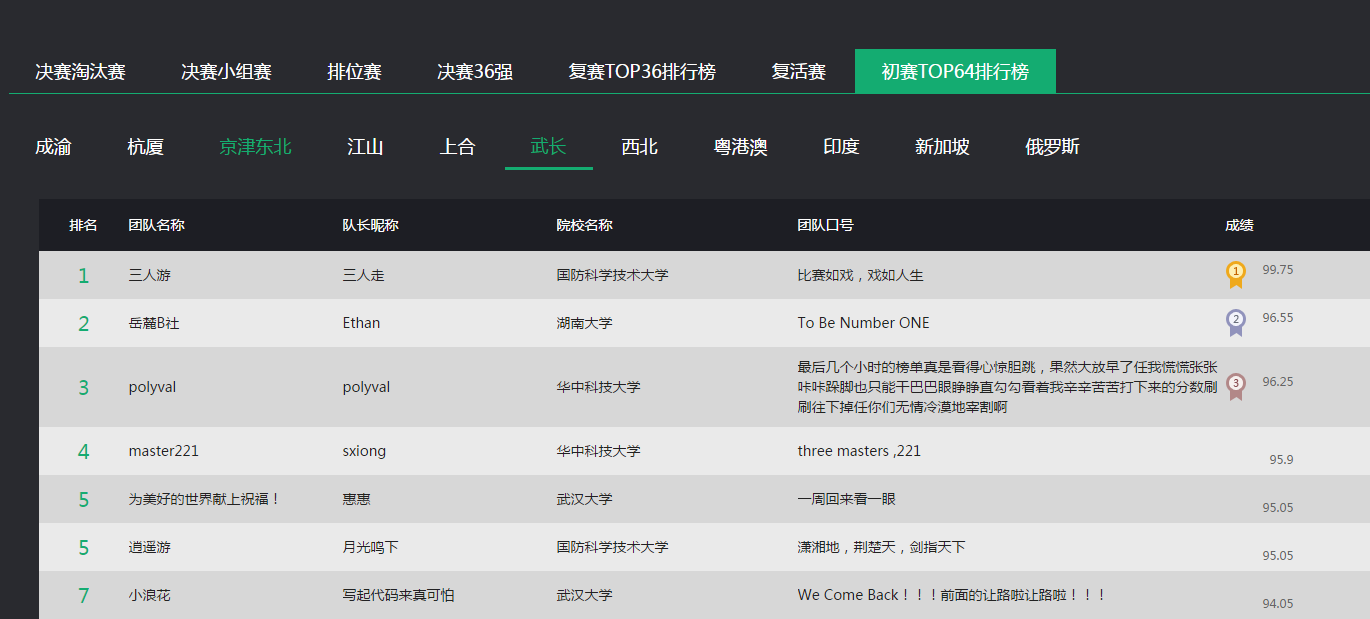 决赛淘汰赛 决赛小组赛 排位赛 决赛36强 复赛TOP36排行榜 复活赛 初赛TOP64排行榜
成渝 杭厦 京津东北 江山 上合 武长 西北 粤港澳 印度 新加坡 俄罗斯
排名 团队名称 队长昵称 院校名称 团队口号 成绩
1 三人游 三人走 国防科学技术大学 比赛如戏，戏如人生 1 99.75
2 岳麓B社 Ethan 湖南大学 To Be Number ONE 2 96.55
3 polyval polyval 华中科技大学 最后几个小时的榜单真是看得心惊胆跳，果然大放早了任我慌慌张张
咔咔跺脚也只能干巴巴眼睁睁直勾勾看着我辛辛苦苦打下来的分数刷
刷往下掉任你们无情冷漠地宰割啊 3 96.25
4 master221 sxiong 华中科技大学 three masters ,221 95.9
5 为美好的世界献上祝福！ 惠惠 武汉大学 一周回来看一眼 95.05
5 逍遥游 月光鸣下 国防科学技术大学 潇湘地，荆楚天，剑指天下 95.05
7 小浪花 写起代码来真可怕 武汉大学 We Come Back！！！前面的让路啦让路啦！！！ 94.05